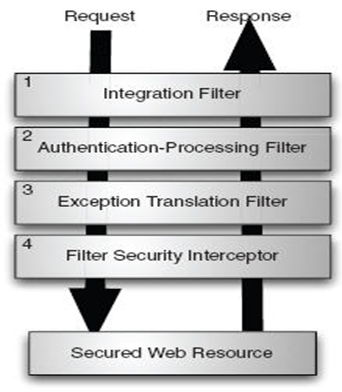 Request Response
1
Integration Filter
2
Authentication-Processing Filter
3
Exception Translation Filter
4
Filter Security Interceptor
Secured Web Resource